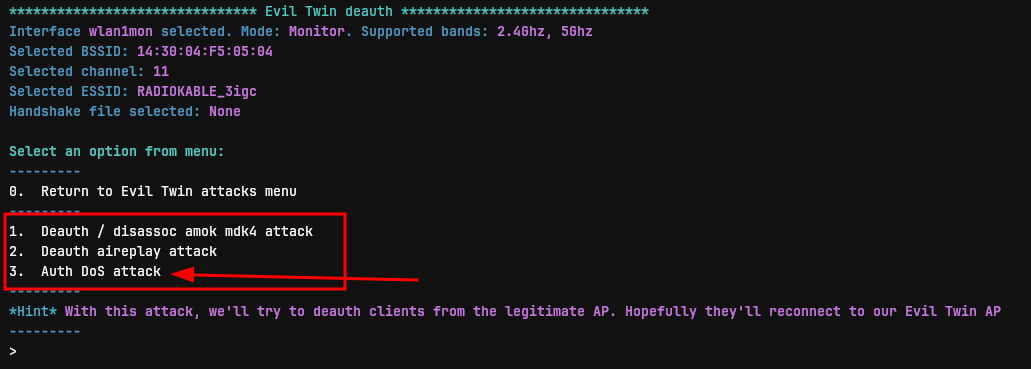 ******************************* Evil Twin deauth *******************************
Interface wlan1mon selected. Mode: Monitor. Supported bands: 2.4Ghz, 5Ghz
Selected BSSID: 14:30:04:F5:05:04
Selected channel: 11
Selected ESSID: RADIOKABLE_3igc
Handshake file selected: None
Select an option from menu:
---------
0.  Return to Evil Twin attacks menu
---------
1.  Deauth / disassoc amok mdk4 attack
2.  Deauth aireplay attack
3.  Auth DoS attack
---------
*Hint* With this attack, we'll try to deauth clients from the legitimate AP. Hopefully they'll reconnect to our Evil Twin AP
---------
>